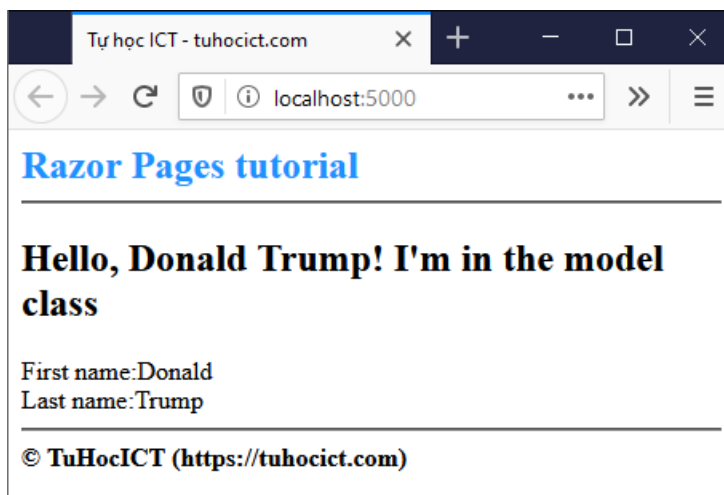 Tự học ICT - tuhocict.com
localhost:5000
Razor Pages tutorial
Hello, Donald Trump! I'm in the model
class
First name:Donald
Last name:Trump
© TuHocICT (https://tuhocict.com)